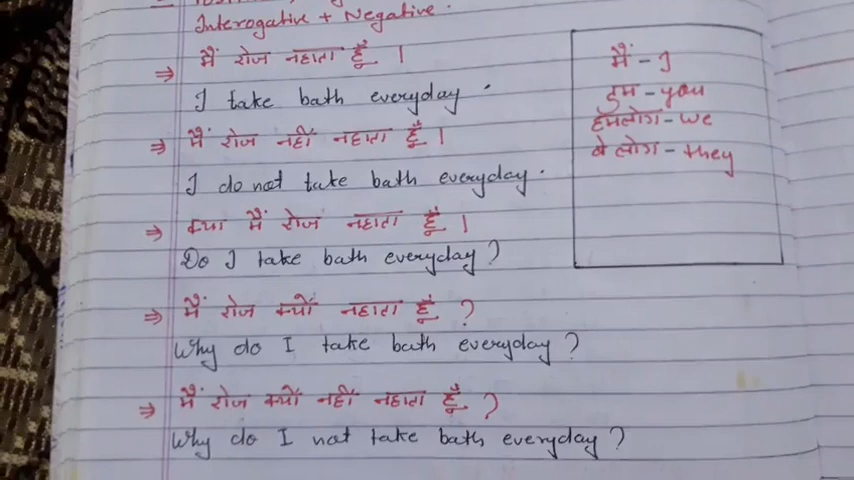 Interogative + Negative.
⇒ मैं रोज नहाता हूँ ।
I take bath everyday.
⇒ मैं रोज नहीं नहाता हूँ ।
I do not take bath everyday.
⇒ क्या मैं रोज नहाता हूँ ।
Do I take bath everyday?
⇒ मैं रोज क्यों नहाता हूँ ?
Why do I take bath everyday?
⇒ मैं रोज क्यों नहीं नहाता हूँ ?
Why do I not take bath everyday?
मैं - I
तुम - you
हमलोग - we
वे लोग - they